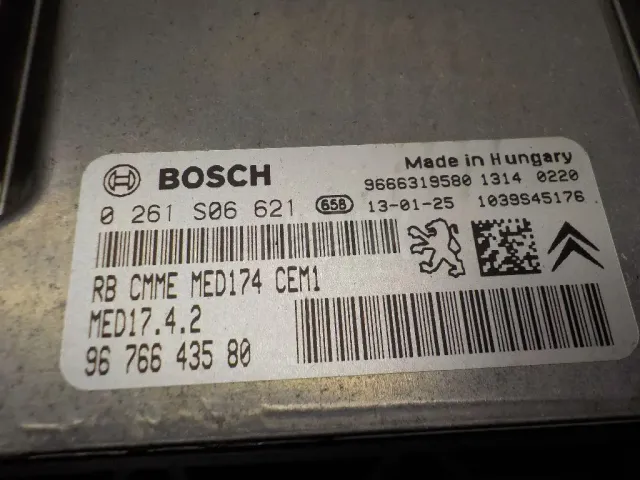 BOSCH
Made in Hungary
9666319580 1314 0220
0 261 S06 621 656 13-01-25 1039S45176
RB CMME MED174 CEM1
MED17.4.2
96 766 435 80